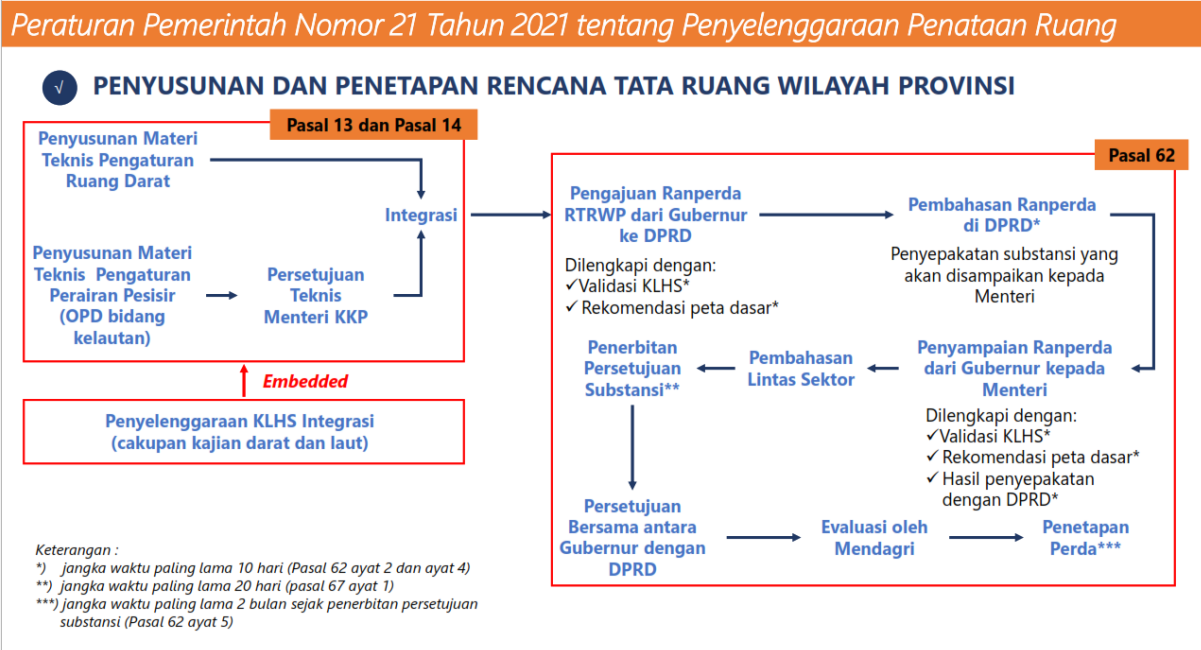 Peraturan Pemerintah Nomor 21 Tahun 2021 tentang Penyelenggaraan Penataan Ruang
√ PENYUSUNAN DAN PENETAPAN RENCANA TATA RUANG WILAYAH PROVINSI
Pasal 13 dan Pasal 14
Penyusunan Materi
Teknis Pengaturan
Ruang Darat
Integrasi
Penyusunan Materi
Teknis Pengaturan
Perairan Pesisir
(OPD bidang
kelautan)
Persetujuan
Teknis
Menteri KKP
Embedded
Penyelenggaraan KLHS Integrasi
(cakupan kajian darat dan laut)
Pasal 62
Pengajuan Ranperda
RTRWP dari Gubernur
ke DPRD
Dilengkapi dengan:
✓Validasi KLHS*
✓ Rekomendasi peta dasar*
Pembahasan Ranperda
di DPRD*
Penyepakatan substansi yang
akan disampaikan kepada
Menteri
Penyampaian Ranperda
dari Gubernur kepada
Menteri
Dilengkapi dengan:
✓Validasi KLHS*
✓ Rekomendasi peta dasar*
✓ Hasil penyepakatan
dengan DPRD*
Pembahasan
Lintas Sektor
Penerbitan
Persetujuan
Substansi**
Persetujuan
Bersama antara
Gubernur dengan
DPRD
Evaluasi oleh
Mendagri
Penetapan
Perda***
Keterangan :
*) jangka waktu paling lama 10 hari (Pasal 62 ayat 2 dan ayat 4)
**) jangka waktu paling lama 20 hari (pasal 67 ayat 1)
***) jangka waktu paling lama 2 bulan sejak penerbitan persetujuan
substansi (Pasal 62 ayat 5)